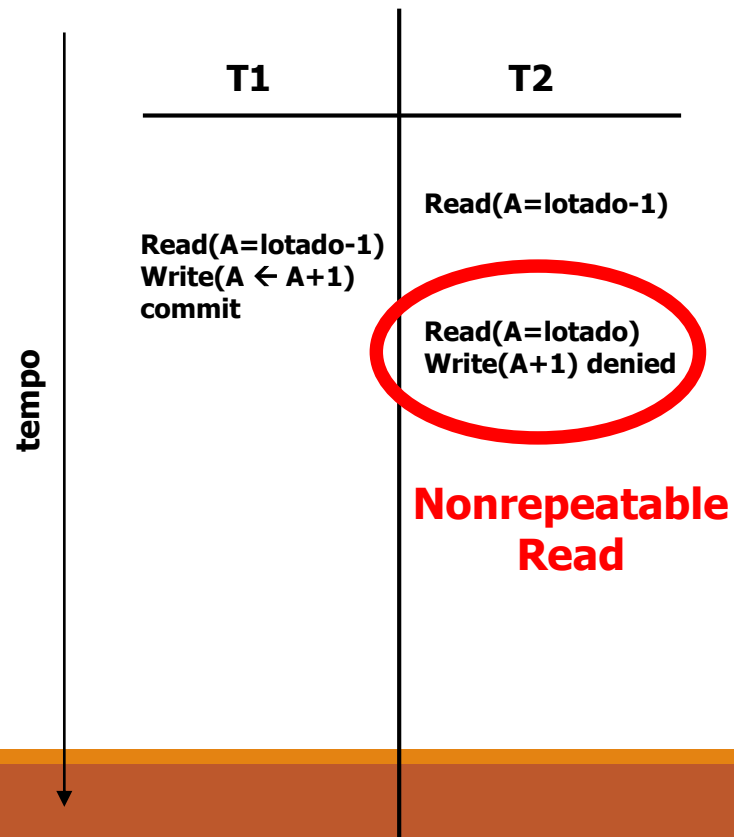 T1
T2
Read(A=lotado-1)
Read(A=lotado-1)
Write(A ← A+1)
commit
Read(A=lotado)
Write(A+1) denied
tempo
Nonrepeatable
Read